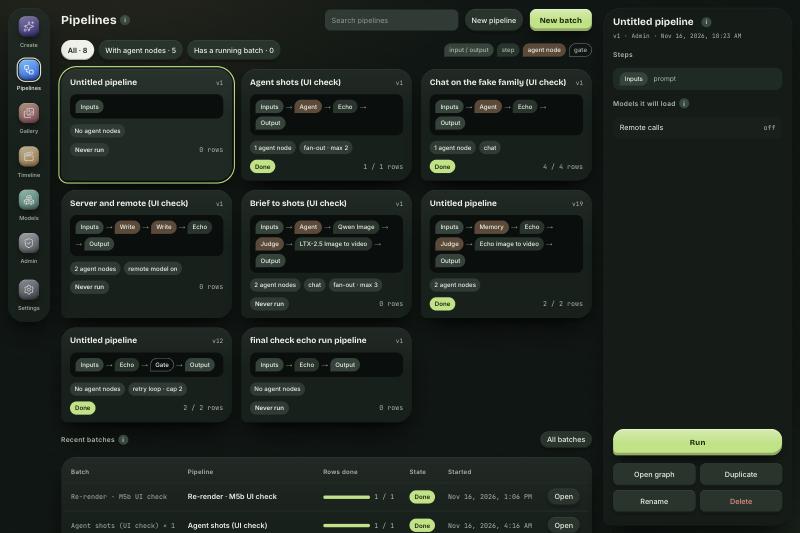 Create
Pipelines
Gallery
Timeline
Models
Admin
Settings
Pipelines i
Search pipelines
New pipeline
New batch
All · 8
With agent nodes · 5
Has a running batch · 0
input / output
step
agent node
gate
Untitled pipeline v1
Inputs
No agent nodes
Never run 0 rows
Agent shots (UI check) v1
Inputs → Agent → Echo →
Output
1 agent node fan-out · max 2
Done 1 / 1 rows
Chat on the fake family (UI check) v1
Inputs → Agent → Echo →
Output
1 agent node chat
Done 4 / 4 rows
Server and remote (UI check) v1
Inputs → Write → Write → Echo
→ Output
2 agent nodes remote model on
Never run 0 rows
Brief to shots (UI check) v1
Inputs → Agent → Qwen Image →
Judge → LTX-2.5 Image to video →
Output
2 agent nodes chat fan-out · max 3
Never run 0 rows
Untitled pipeline v19
Inputs → Memory → Echo →
Judge → Echo image to video →
Output
2 agent nodes
Done 2 / 2 rows
Untitled pipeline v12
Inputs → Echo → Gate → Output
No agent nodes retry loop · cap 2
Done 2 / 2 rows
final check echo run pipeline v1
Inputs → Echo → Output
No agent nodes
Never run 0 rows
Recent batches i
All batches
Batch Pipeline Rows done State Started
Re-render · M5b UI check Re-render · M5b UI check 1 / 1 Done Nov 16, 2026, 1:06 PM Open
Agent shots (UI check) × 1 Agent shots (UI check) 1 / 1 Done Nov 16, 2026, 4:16 AM Open
Untitled pipeline i
v1 · Admin · Nov 16, 2026, 10:23 AM
Steps
Inputs prompt
Models it will load i
Remote calls off
Run
Open graph
Duplicate
Rename
Delete